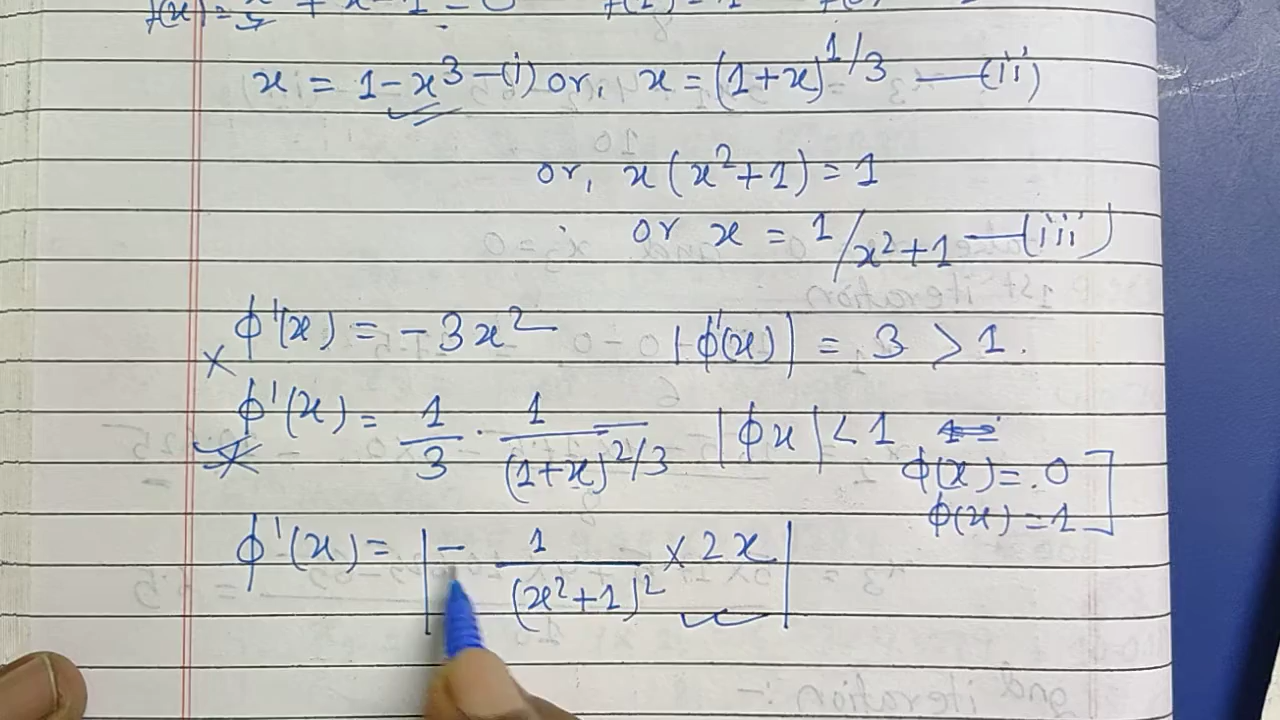 x = 1 - x³ —(i) or, x = (1+x)^1/3 —(ii)
or, x(x²+1) = 1
or x = 1/x²+1 —(iii)
ϕ'(x) = -3x² |ϕ'(x)| = 3 > 1.
ϕ'(x) = 1/3 · 1/(1+x)^2/3 |ϕx| < 1
ϕ(x) = 0
ϕ(x) = 1
ϕ'(x) = |- 1/(x²+1)² × 2x|